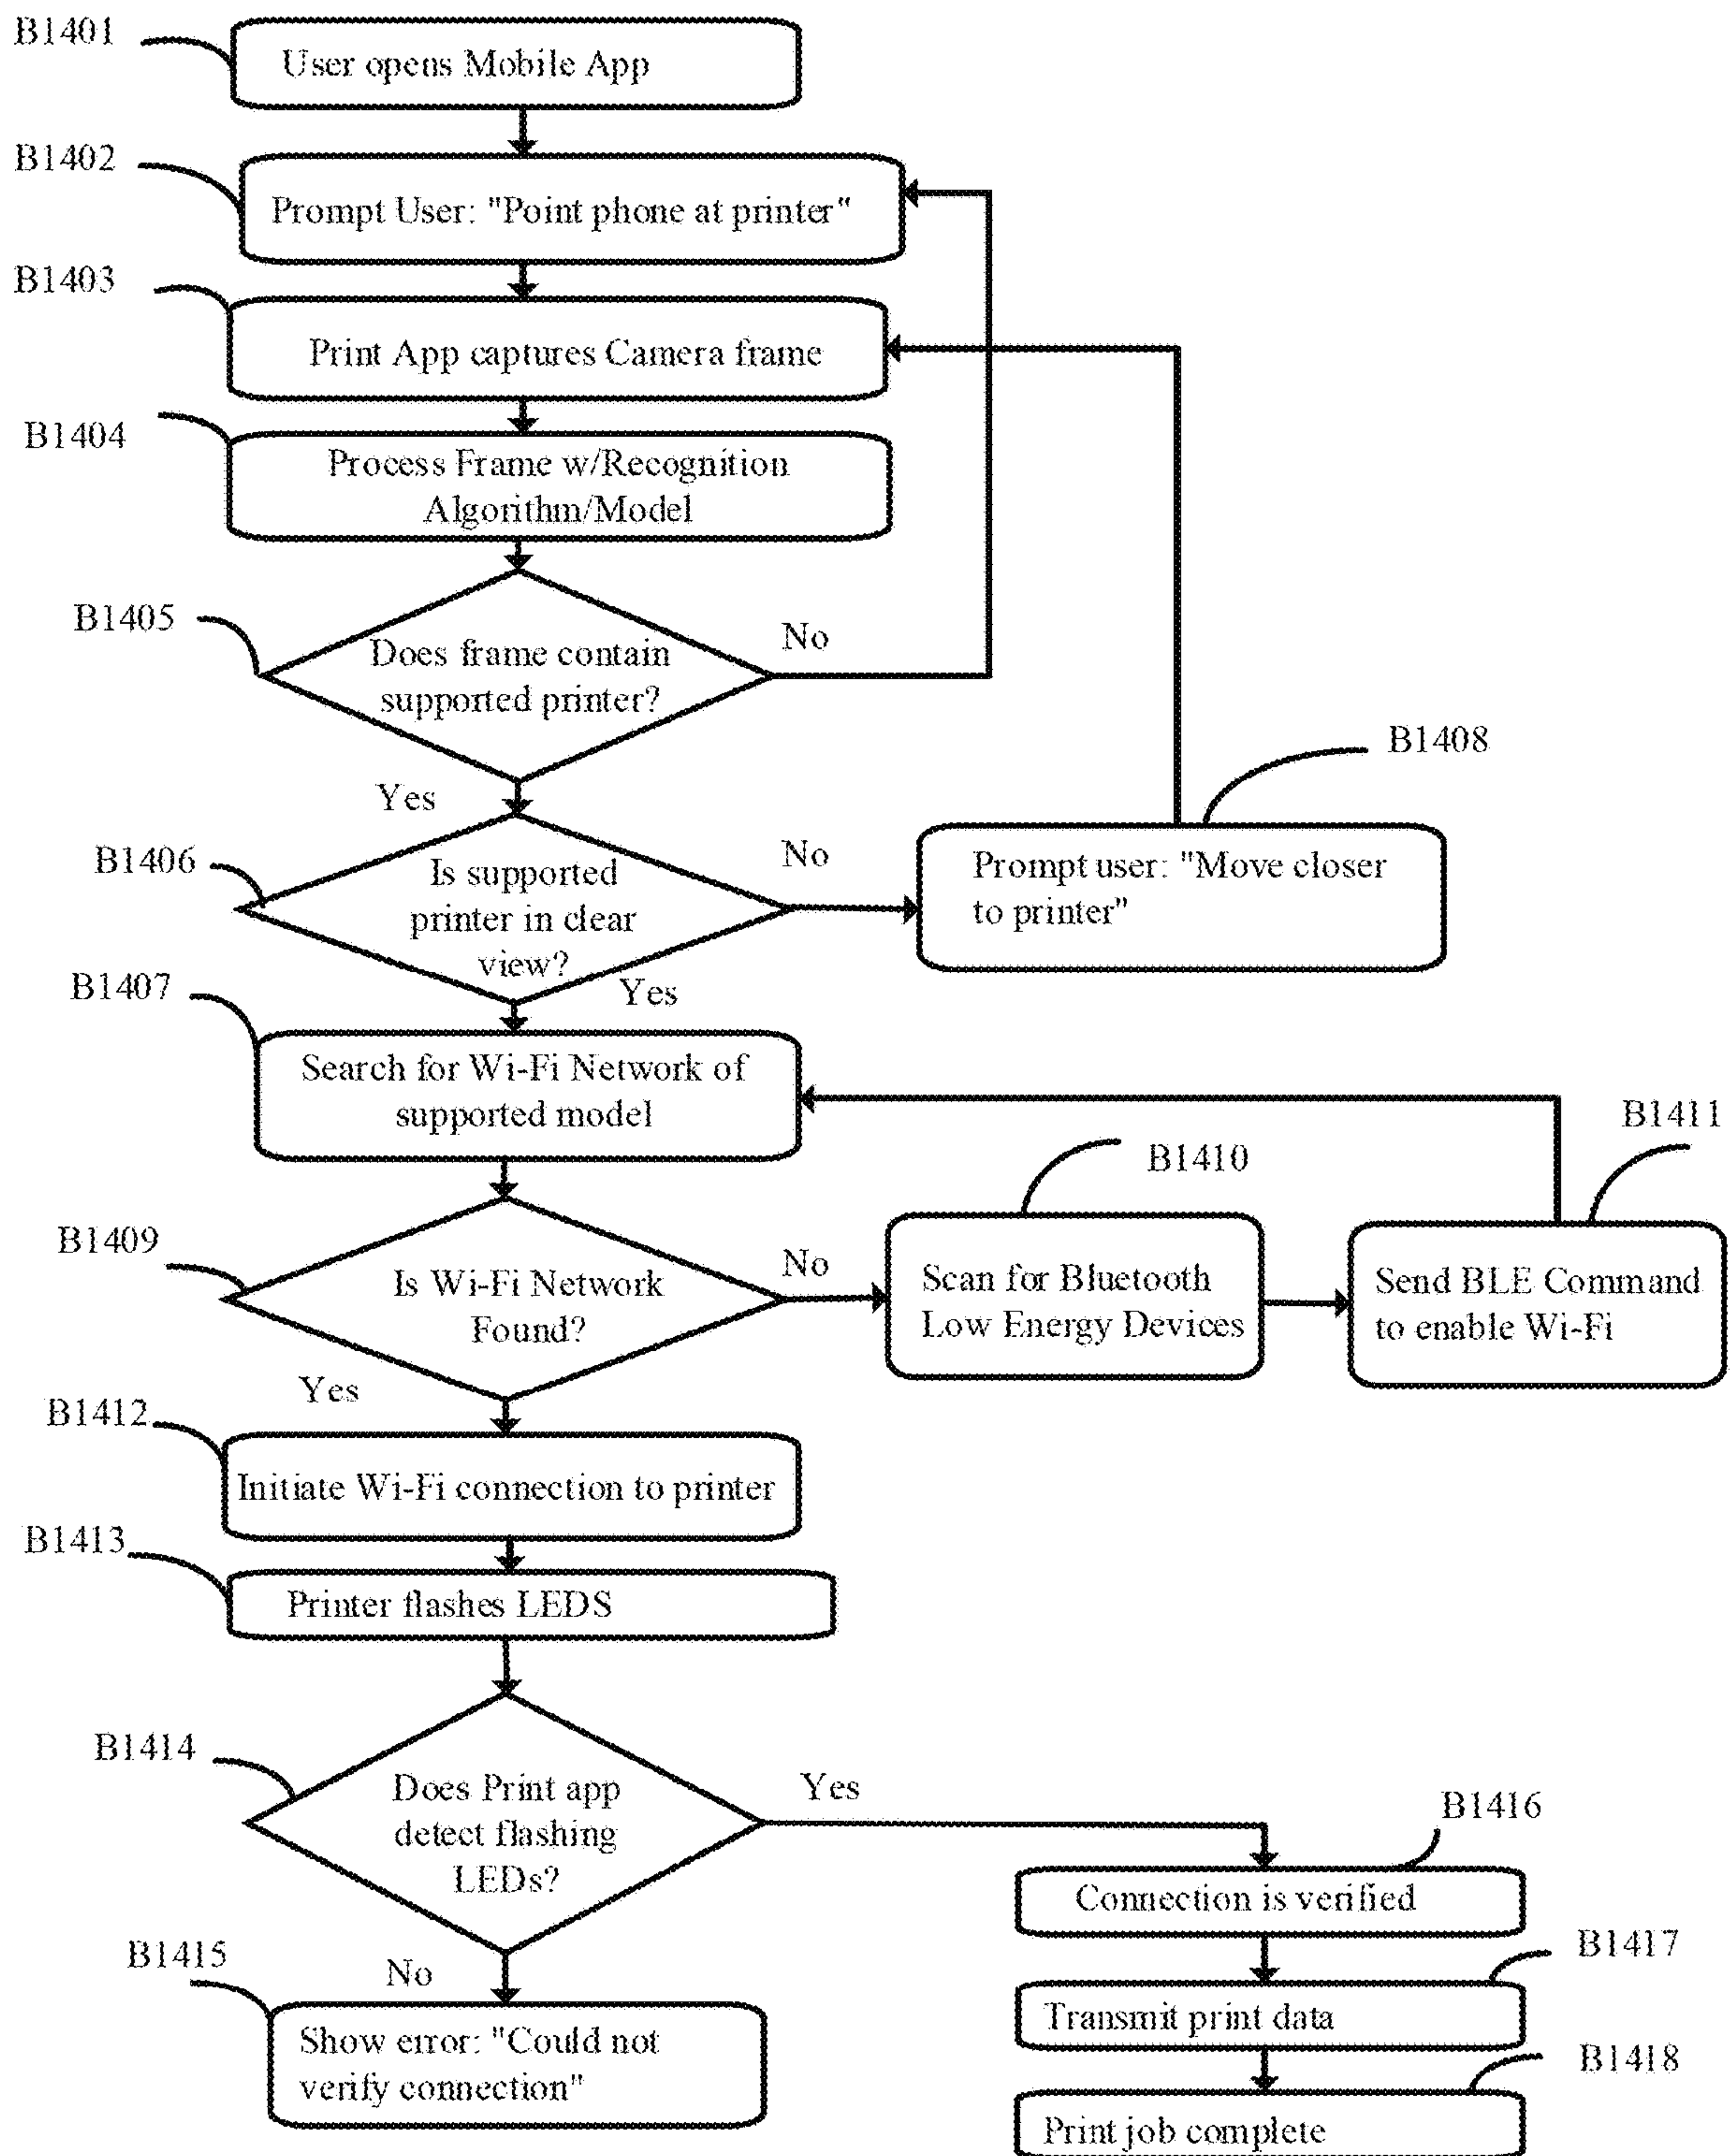 B1401
User opens Mobile App
B1402
Prompt User: "Point phone at printer"
B1403
Print App captures Camera frame
B1404
Process Frame w/Recognition
Algorithm/Model
B1405
Does frame contain
supported printer?
No
Yes
B1406
Is supported
printer in clear
view?
No
B1408
Prompt user: "Move closer
to printer"
Yes
B1407
Search for Wi-Fi Network of
supported model
B1409
Is Wi-Fi Network
Found?
No
B1410
Scan for Bluetooth
Low Energy Devices
B1411
Send BLE Command
to enable Wi-Fi
Yes
B1412
Initiate Wi-Fi connection to printer
B1413
Printer flashes LEDS
B1414
Does Print app
detect flashing
LEDs?
Yes
B1416
Connection is verified
B1415
No
Show error: "Could not
verify connection"
B1417
Transmit print data
B1418
Print job complete